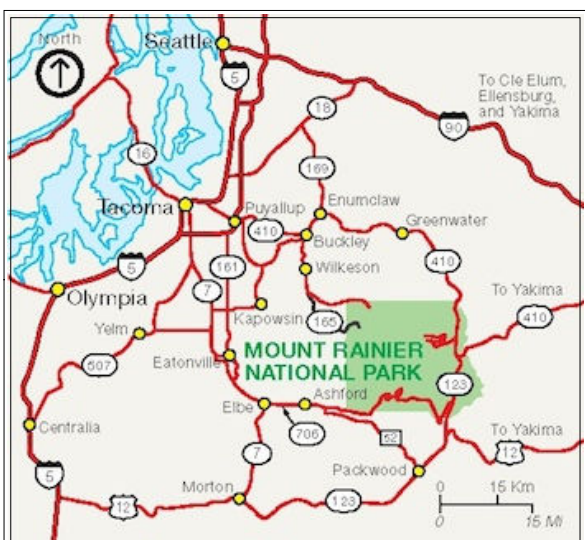 North
Seattle
5
To Cle Elum,
Ellensburg,
and Yakima
18
90
16
169
Tacoma
Puyallup
Enumclaw
410
Greenwater
Buckley
5
161
Wilkeson
410
7
Olympia
To Yakima
Kapowsin
165
410
Yelm
MOUNT RAINIER
NATIONAL PARK
507
Eatonville
123
Elbe
Ashford
Centralia
706
52
To Yakima
7
12
5
Packwood
12
Morton
123
0 15 Km
0 15 Mi